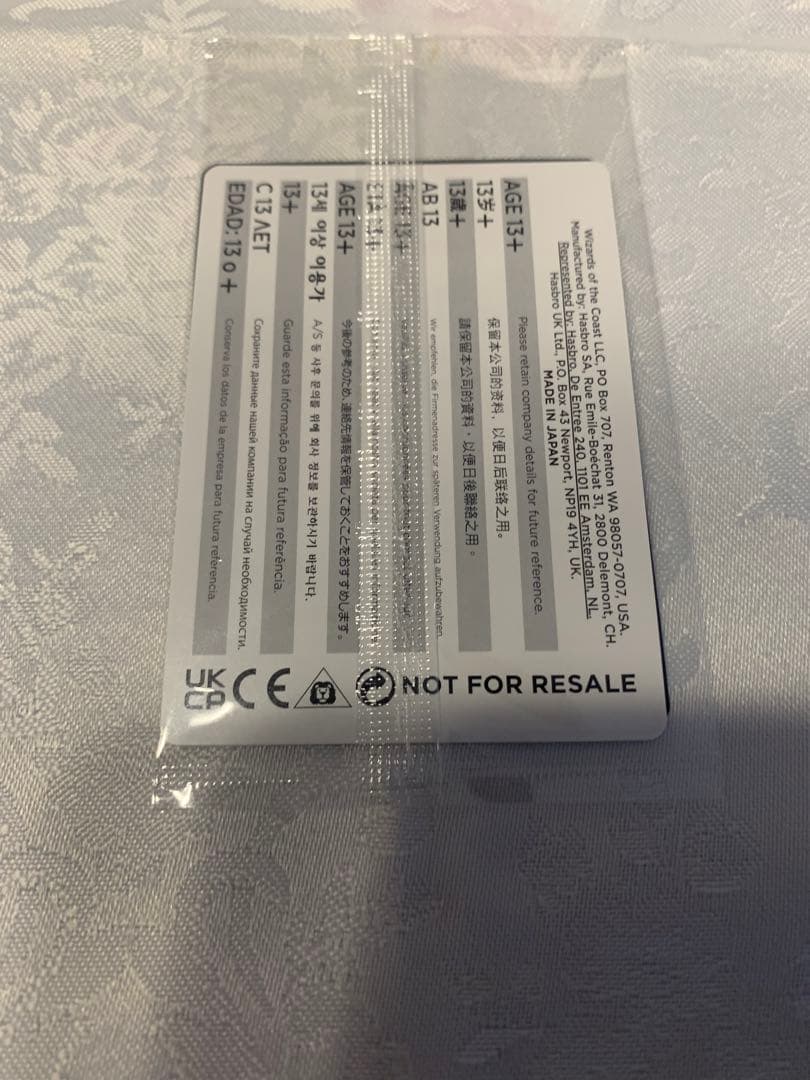 Wizards of the Coast LLC, PO Box 707, Renton WA 98057-0707, USA.
Manufactured by: Hasbro SA, Rue Emile-Boéchat 31, 2800 Delemont, CH.
Represented by: Hasbro, De Entree 240, 1101 EE Amsterdam, NL.
Hasbro UK Ltd., P.O. Box 43 Newport, NP19 4YH, UK.
MADE IN JAPAN
AGE 13+ Please retain company details for future reference.
13岁+ 保留本公司的资料，以便日后联络之用。
13歲+ 請保留本公司的資料，以便日後聯絡之用。
AB 13 Wir empfehlen, die Firmenadresse zur späteren Verwendung aufzubewahren.
AGE 13+
AGE 13+ 今後の参考のため、連絡先情報を保管しておくことをおすすめします。
13세 이상 이용가 A/S 등 사후 문의를 위해 회사 정보를 보관하시기 바랍니다.
13+ Guarde esta informação para futura referência.
С 13 ЛЕТ Сохраните данные нашей компании на случай необходимости.
EDAD: 13 o + Conserva los datos de la empresa para futura referencia.
UK
CA CE NOT FOR RESALE